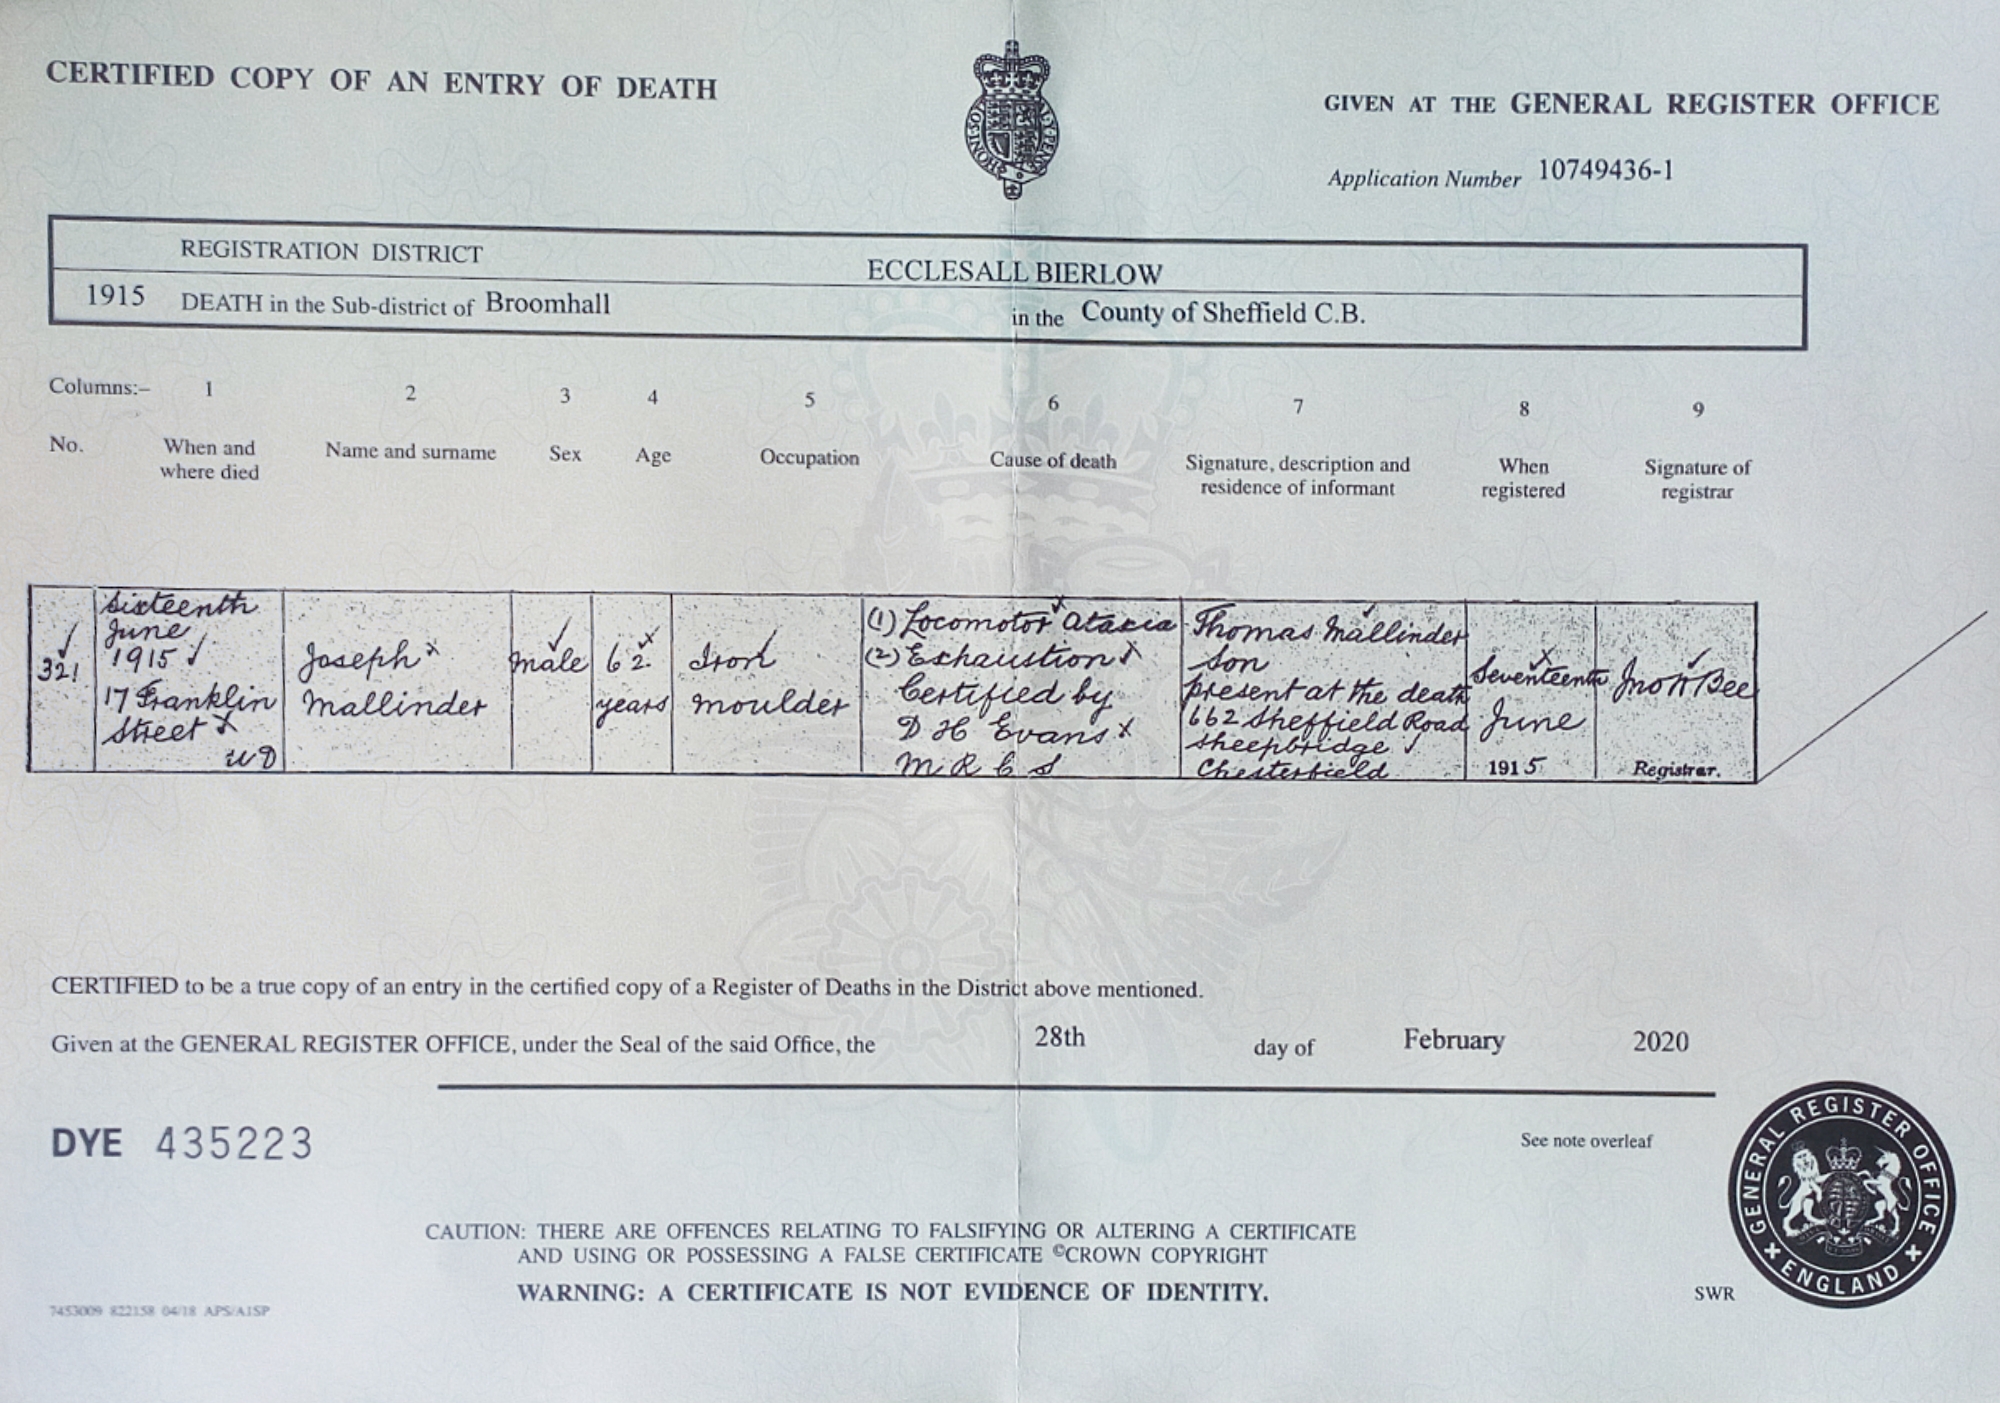 CERTIFIED COPY OF AN ENTRY OF DEATH
GIVEN AT THE GENERAL REGISTER OFFICE
Application Number 10749436-1
REGISTRATION DISTRICT ECCLESALL BIERLOW
1915 DEATH in the Sub-district of Broomhall in the County of Sheffield C.B.
Columns:- 1 2 3 4 5 6 7 8 9
No.
When and
where died
Name and surname
Sex
Age
Occupation
Cause of death
Signature, description and
residence of informant
When
registered
Signature of
registrar
321
Sixteenth
June
1915
17 Franklin
Street
UD
Joseph
Mallinder
Male
62
years
Iron
moulder
(1) Locomotor Ataxia
(2) Exhaustion
Certified by
D H Evans
M R C S
Thomas Mallinder
Son
present at the death
662 Sheffield Road
Sheepbridge
Chesterfield
Seventeenth
June
1915
Bee
Registrar.
CERTIFIED to be a true copy of an entry in the certified copy of a Register of Deaths in the District above mentioned.
Given at the GENERAL REGISTER OFFICE, under the Seal of the said Office, the 28th day of February 2020
DYE 435223
See note overleaf
CAUTION: THERE ARE OFFENCES RELATING TO FALSIFYING OR ALTERING A CERTIFICATE
AND USING OR POSSESSING A FALSE CERTIFICATE ©CROWN COPYRIGHT
WARNING: A CERTIFICATE IS NOT EVIDENCE OF IDENTITY.
7453009 822158 04/18 APS/A1SP
SWR
GENERAL REGISTER OFFICE
ENGLAND